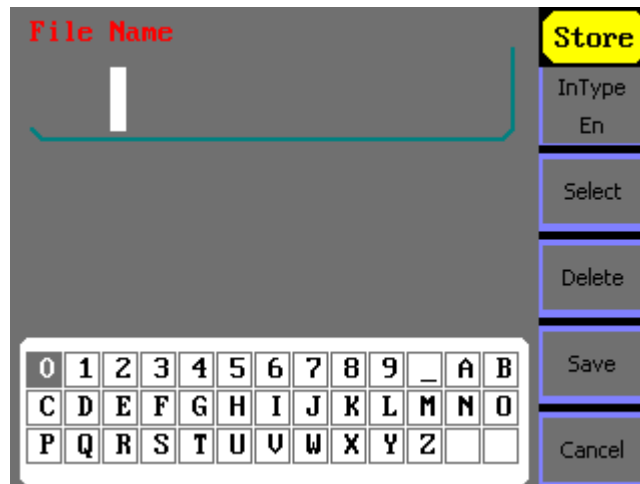 File Name
Store
InType
En
Select
Delete
Save
Cancel
0 1 2 3 4 5 6 7 8 9 _ A B
C D E F G H I J K L M N O
P Q R S T U V W X Y Z